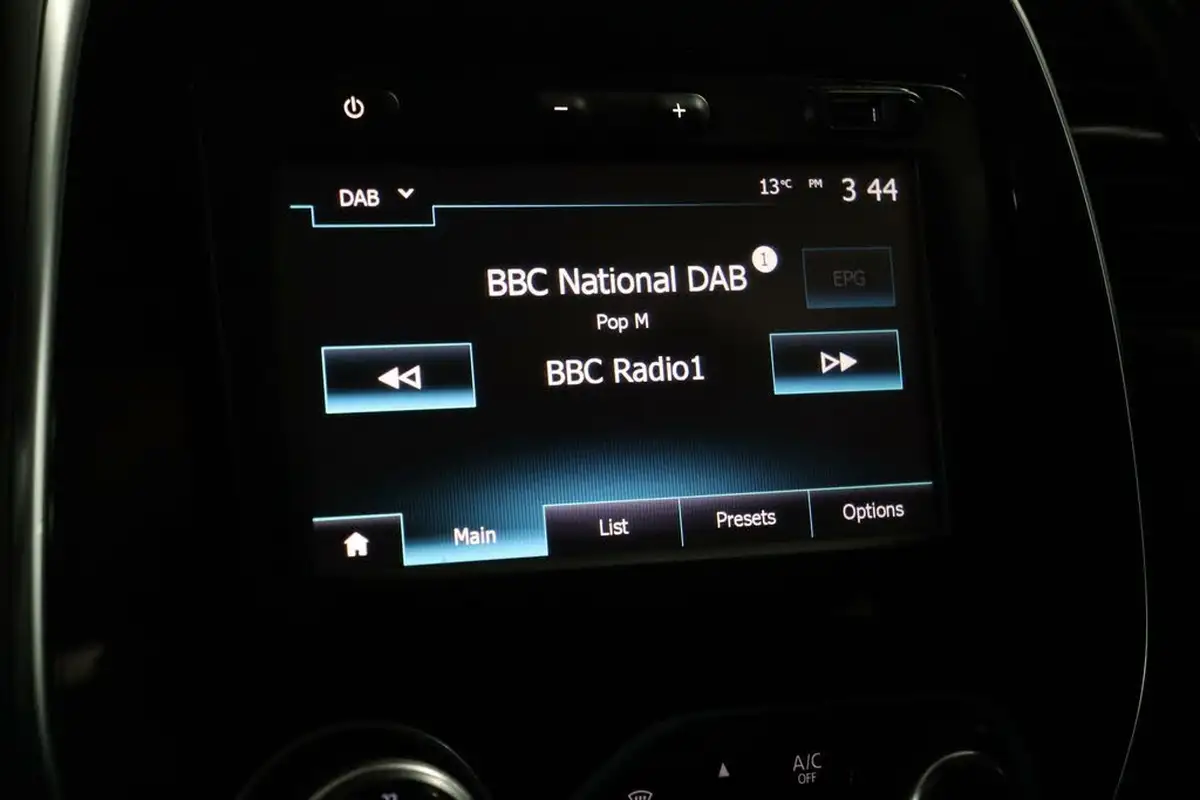 − +
DAB 13°C PM 3 44
BBC National DAB 1
EPG
Pop M
BBC Radio1
Main List Presets Options
A/C
OFF